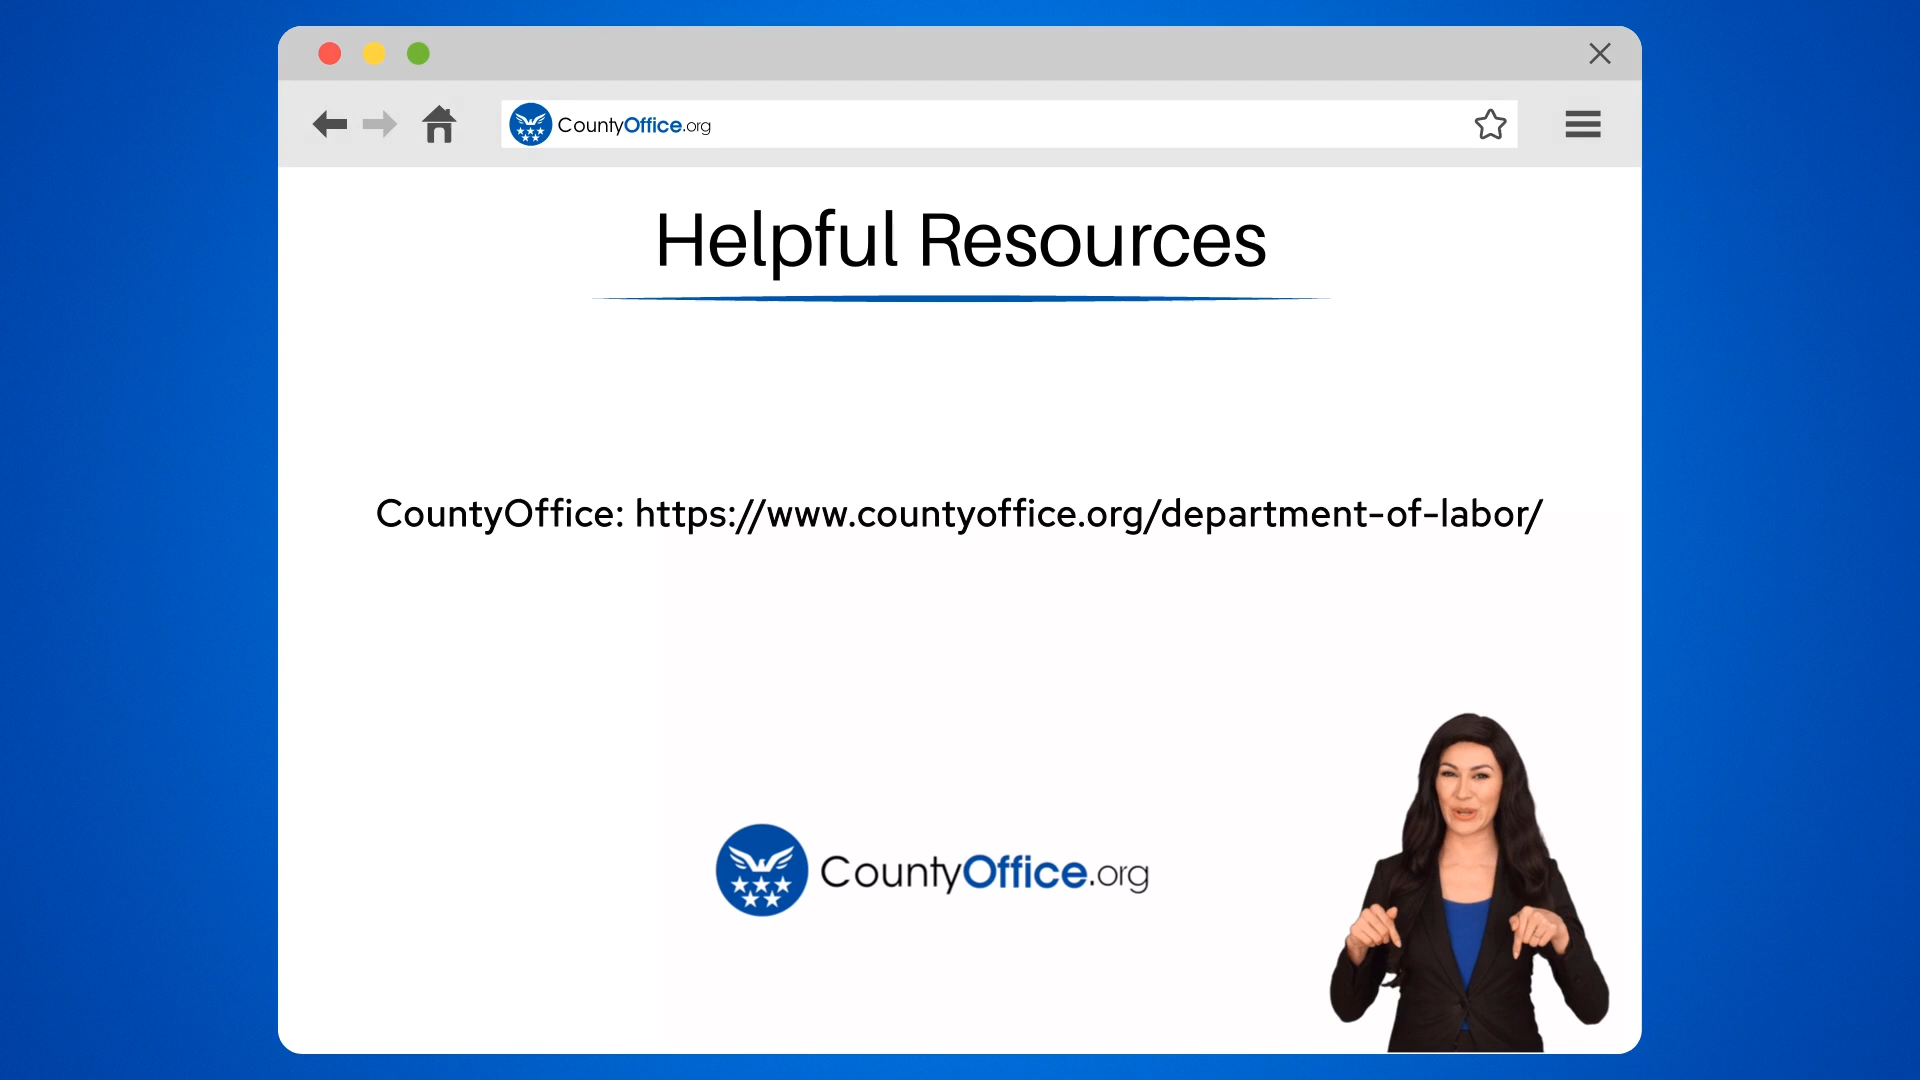 CountyOffice.org
Helpful Resources
CountyOffice: https://www.countyoffice.org/department-of-labor/
CountyOffice.org